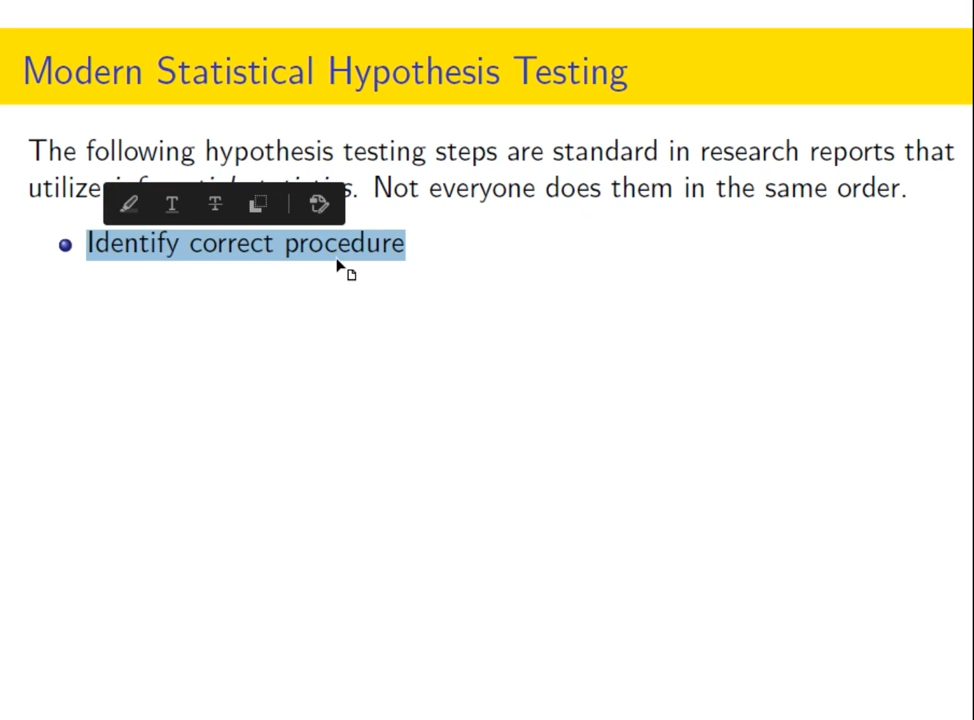 Modern Statistical Hypothesis Testing
The following hypothesis testing steps are standard in research reports that
utilize Not everyone does them in the same order.
Identify correct procedure